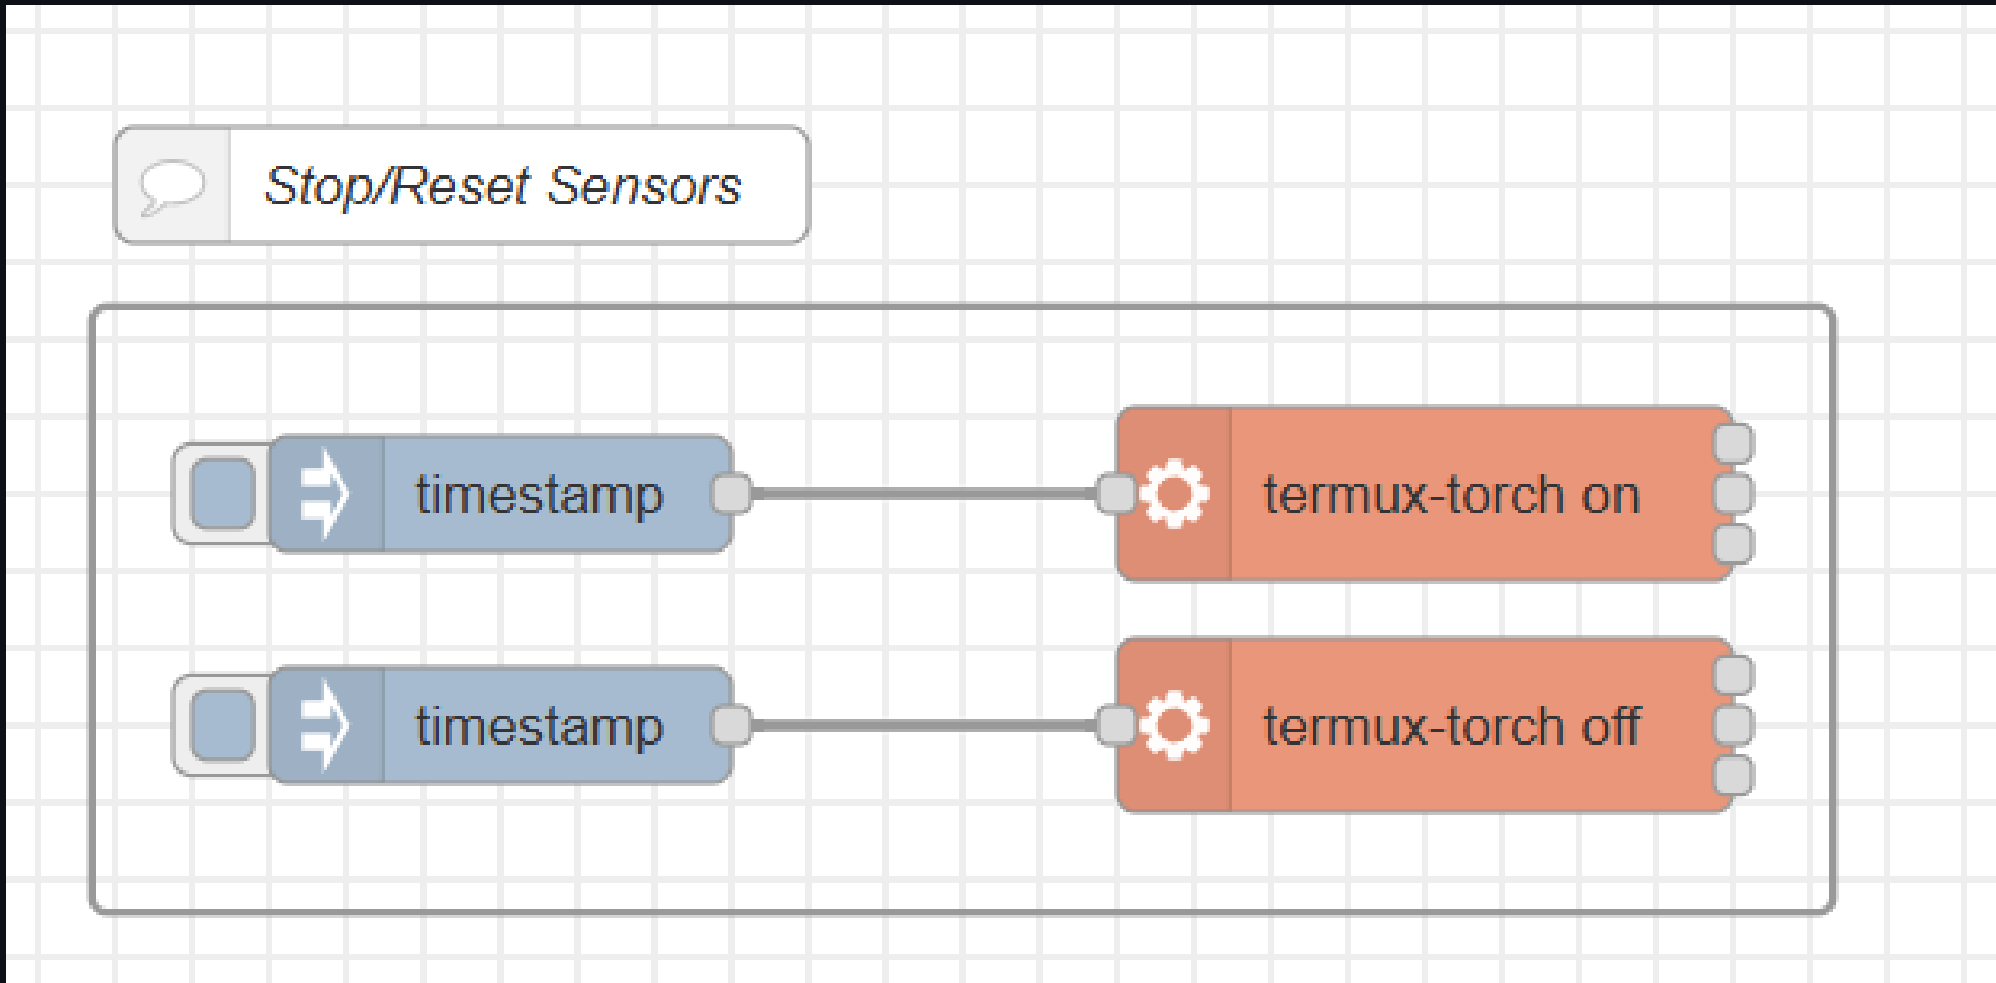 Stop/Reset Sensors
timestamp
termux-torch on
timestamp
termux-torch off